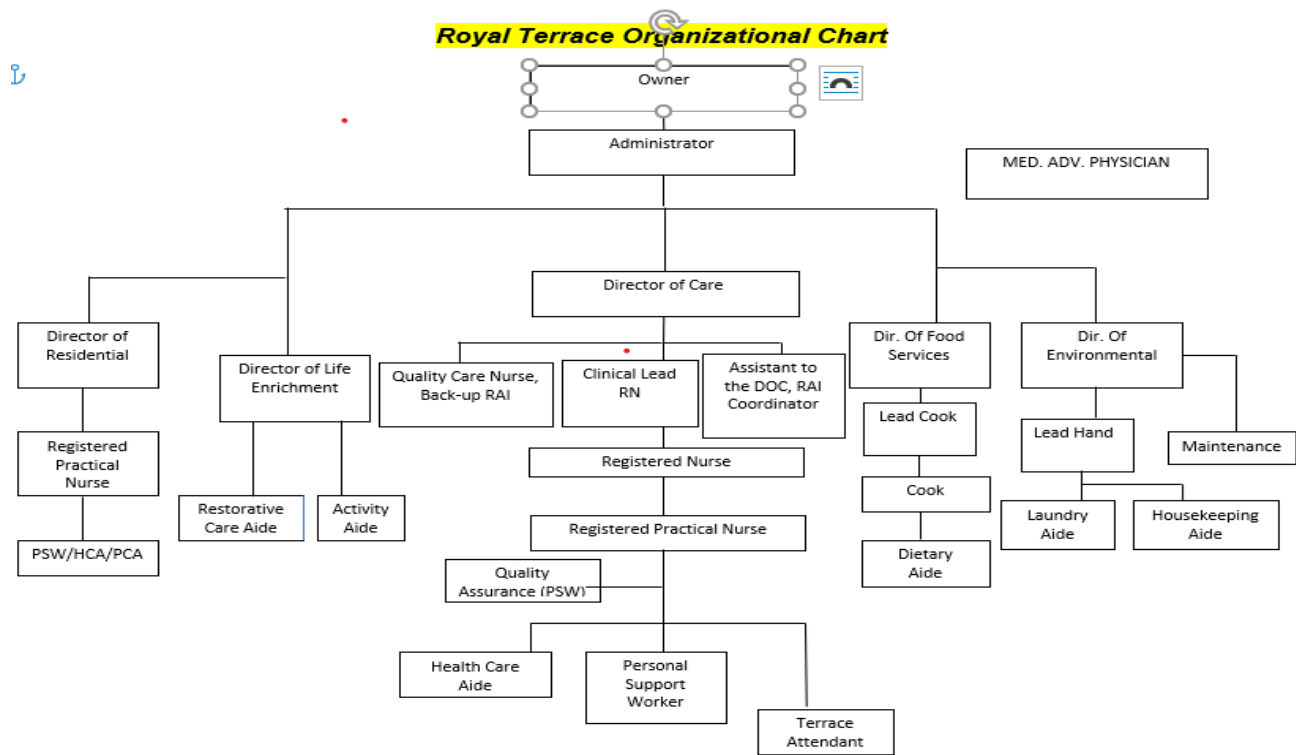 Royal Terrace Organizational Chart
Owner
Administrator
MED. ADV. PHYSICIAN
Director of Care
Director of
Residential
Director of Life
Enrichment
Quality Care Nurse,
Back-up RAI
Clinical Lead
RN
Assistant to
the DOC, RAI
Coordinator
Dir. Of Food
Services
Dir. Of
Environmental
Lead Cook
Lead Hand
Maintenance
Registered
Practical
Nurse
Registered Nurse
Cook
Restorative
Care Aide
Activity
Aide
Laundry
Aide
Housekeeping
Aide
Registered Practical Nurse
PSW/HCA/PCA
Dietary
Aide
Quality
Assurance (PSW)
Health Care
Aide
Personal
Support
Worker
Terrace
Attendant